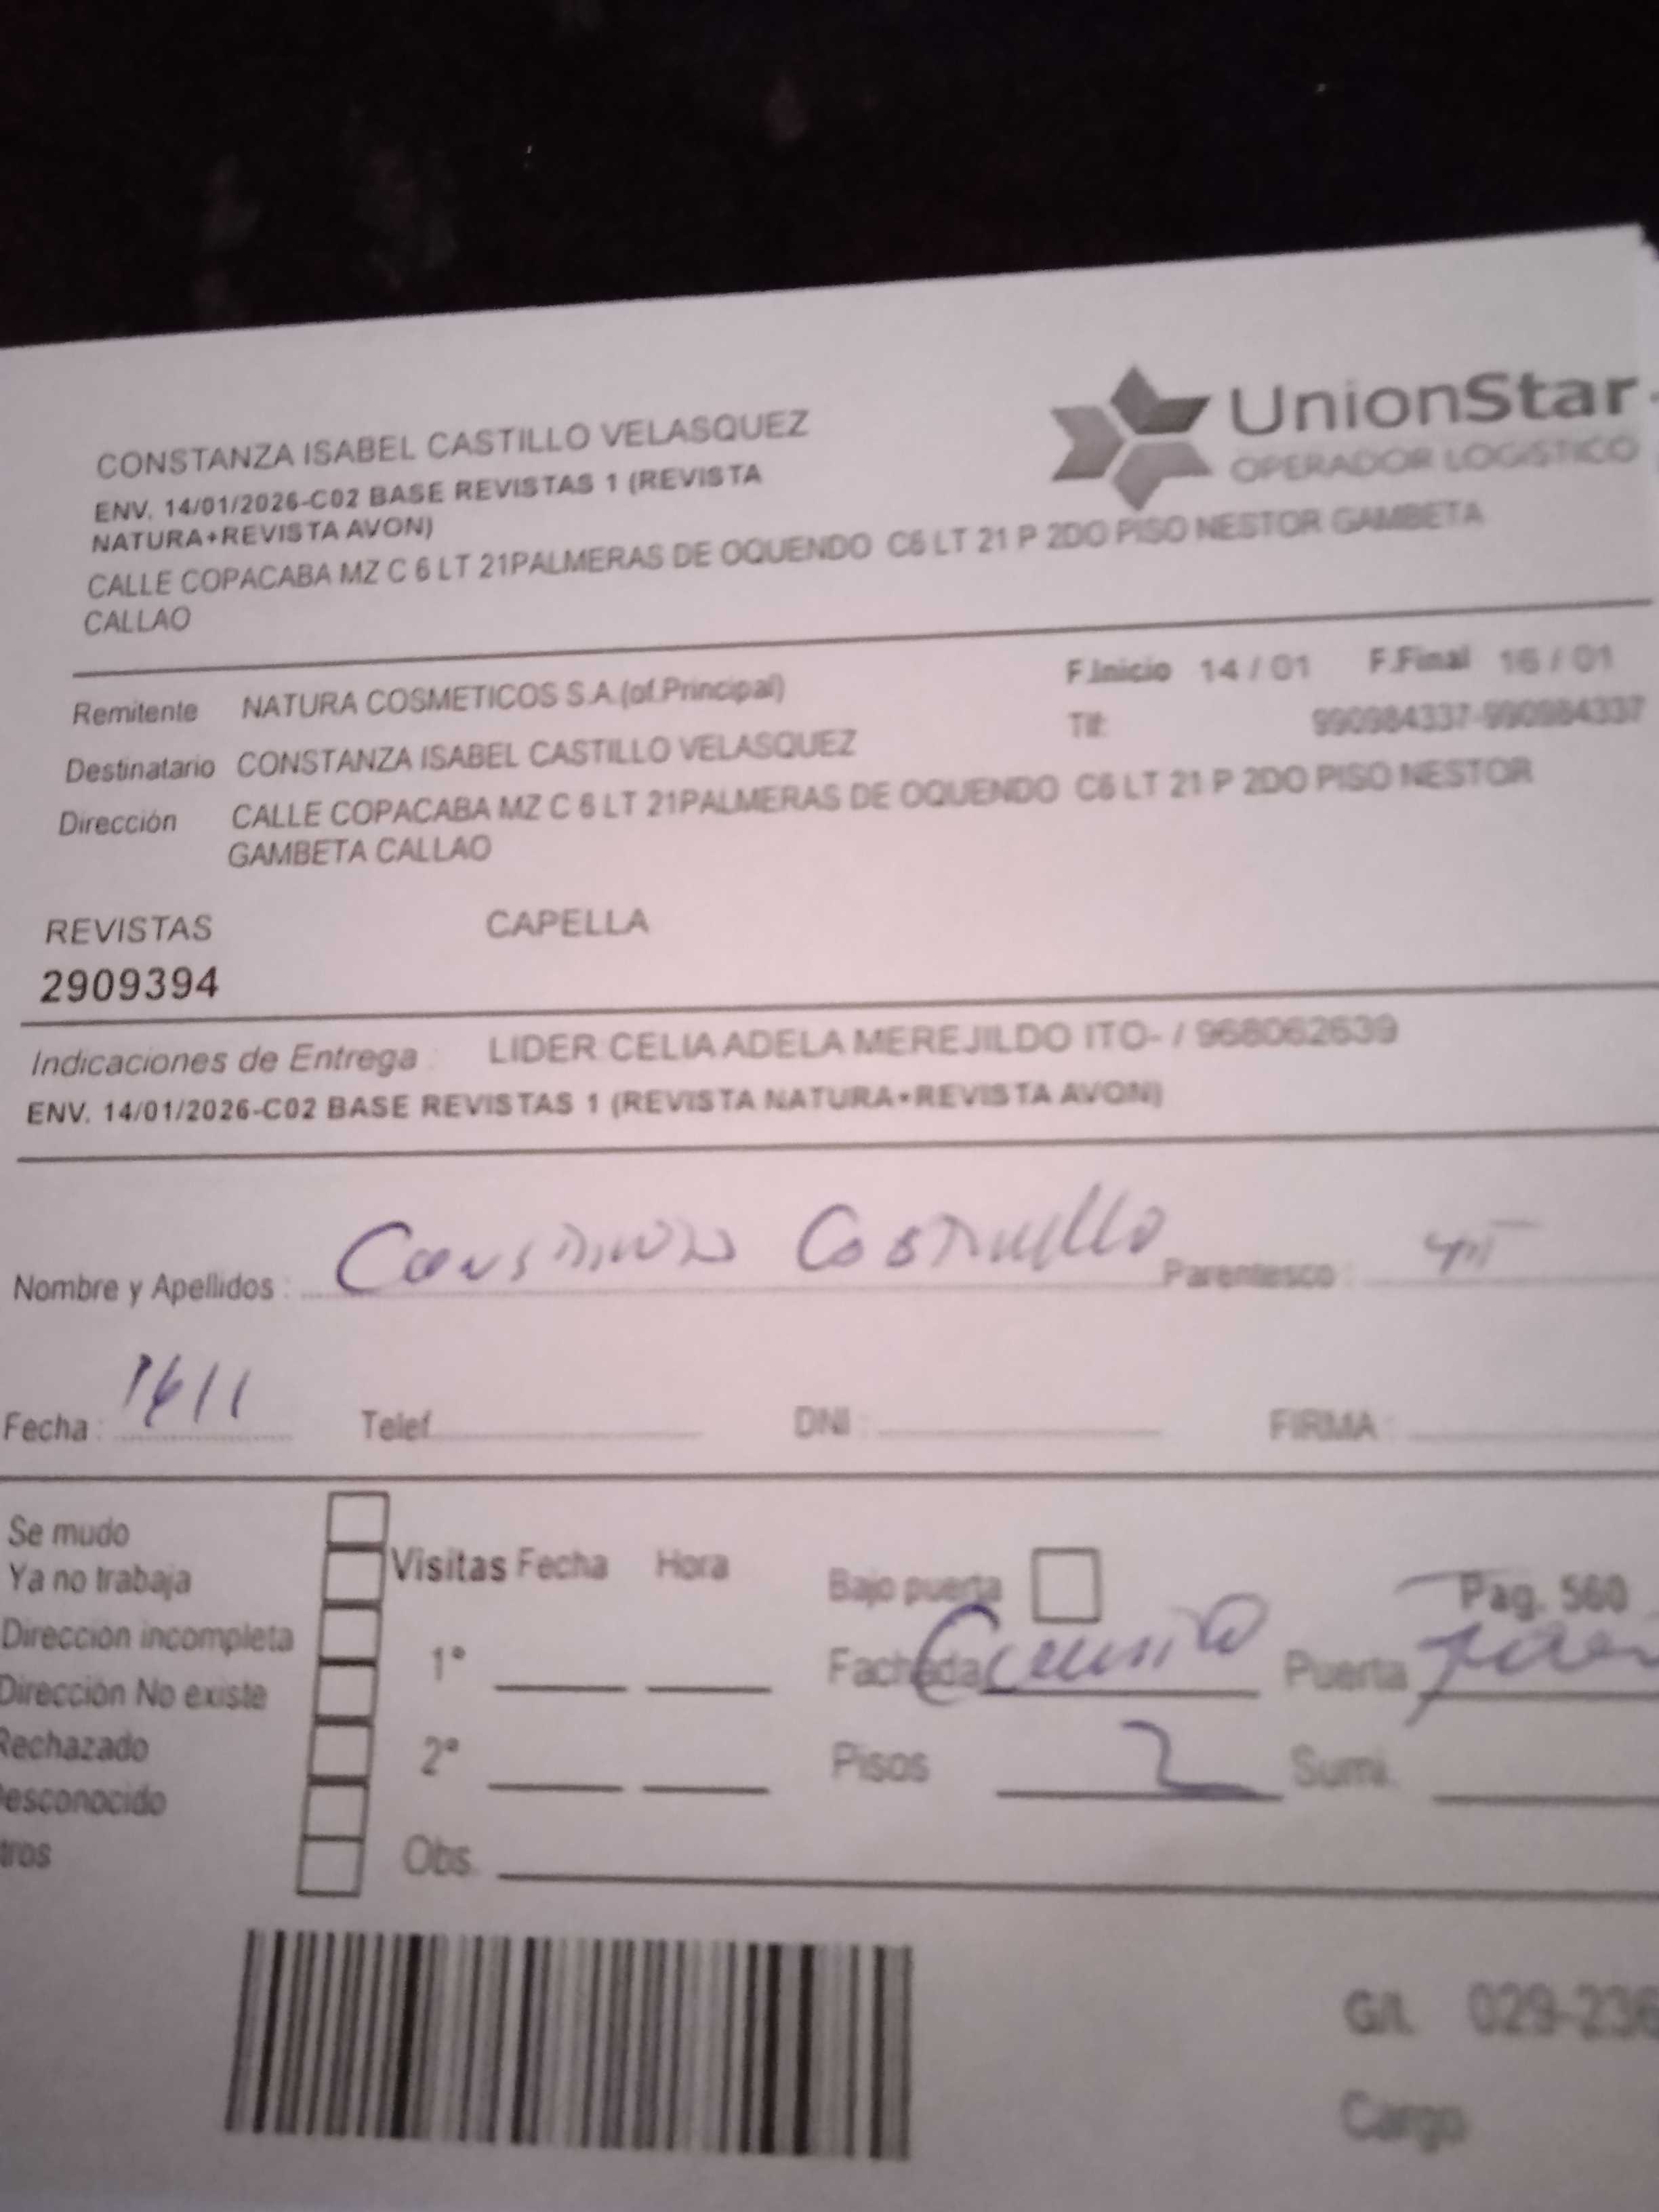 CONSTANZA ISABEL CASTILLO VELASQUEZ
UnionStar
OPERADOR LOGISTICO
ENV. 14/01/2026-C02 BASE REVISTAS 1 (REVISTA
NATURA+REVISTA AVON)
CALLE COPACABA MZ C 6 LT 21PALMERAS DE OQUENDO C6 LT 21 P 2DO PISO NESTOR GAMBETA
CALLAO
Remitente NATURA COSMETICOS S.A.(of.Principal) F.Inicio 14 / 01 F.Final 16 / 01
Destinatario CONSTANZA ISABEL CASTILLO VELASQUEZ Tlf: 990984337-990984337
Dirección CALLE COPACABA MZ C 6 LT 21PALMERAS DE OQUENDO C6 LT 21 P 2DO PISO NESTOR
GAMBETA CALLAO
REVISTAS CAPELLA
2909394
Indicaciones de Entrega : LIDER CELIA ADELA MEREJILDO ITO- / 968062639
ENV. 14/01/2026-C02 BASE REVISTAS 1 (REVISTA NATURA+REVISTA AVON)
Nombre y Apellidos : Parentesco :
Fecha : Telef. DNI : FIRMA :
Se mudo
Ya no trabaja Visitas Fecha Hora Bajo puerta Pag. 560
Dirección incompleta 1° Fachada Puerta
Dirección No existe
Rechazado 2° Pisos 2 Sumi.
esconocido
tros Obs.
G/L 029-236
Cargo